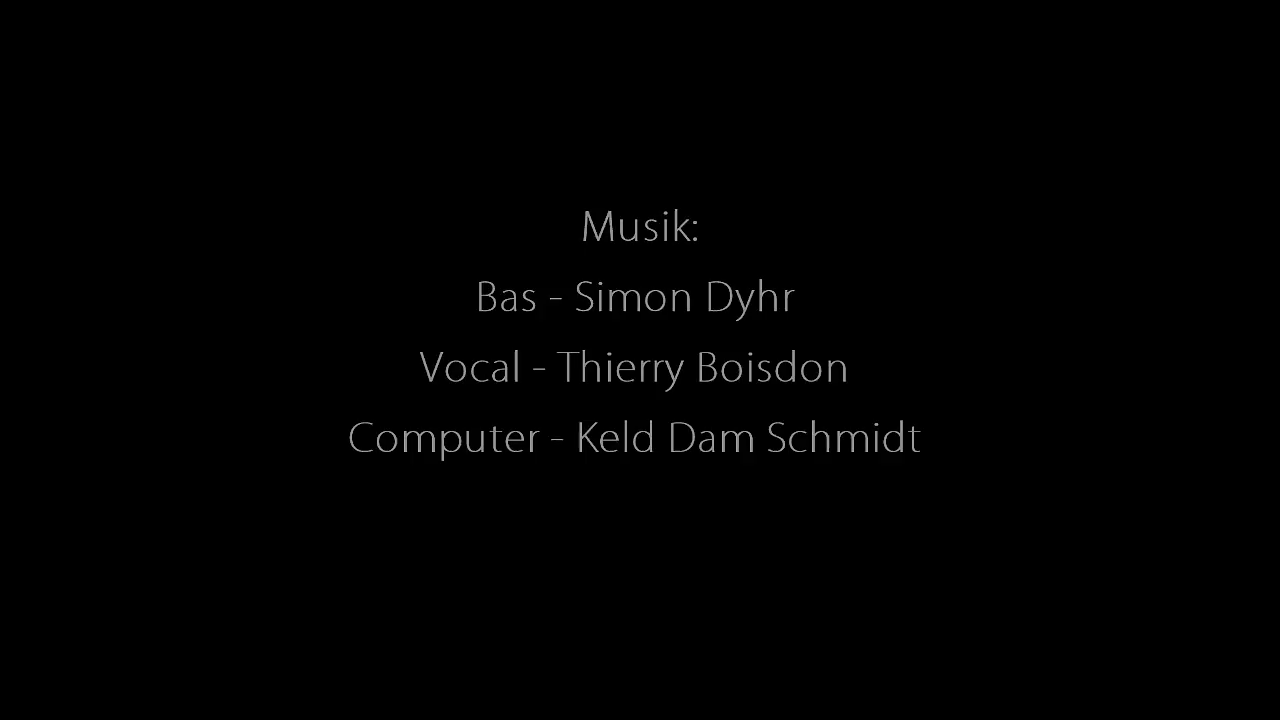 Musik:
Bas - Simon Dyhr
Vocal - Thierry Boisdon
Computer - Keld Dam Schmidt